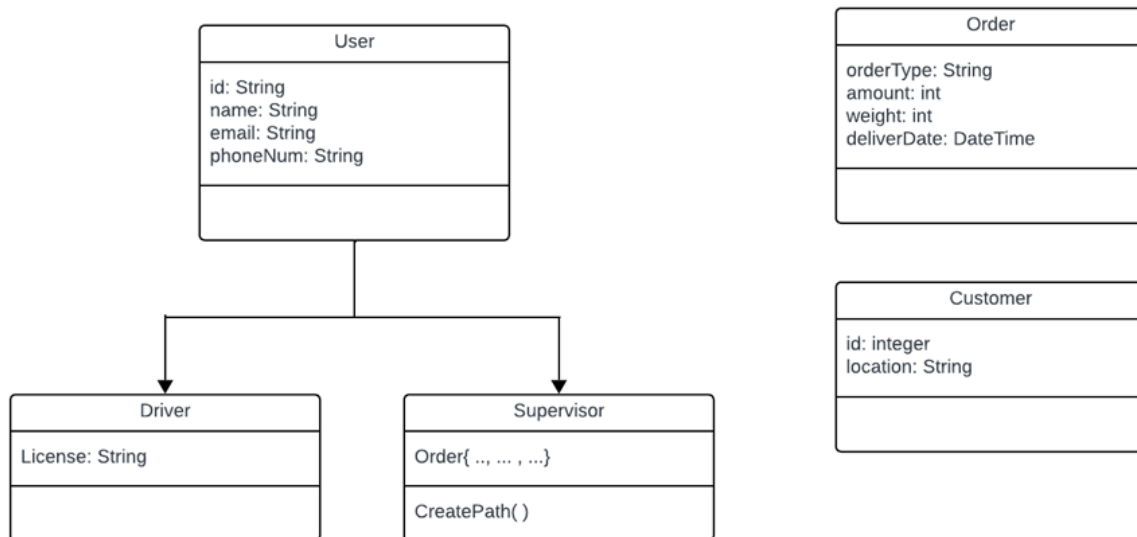 User
id: String
name: String
email: String
phoneNum: String
Order
orderType: String
amount: int
weight: int
deliverDate: DateTime
Customer
id: integer
location: String
Driver
License: String
Supervisor
Order{ .., ... , ...}
CreatePath( )